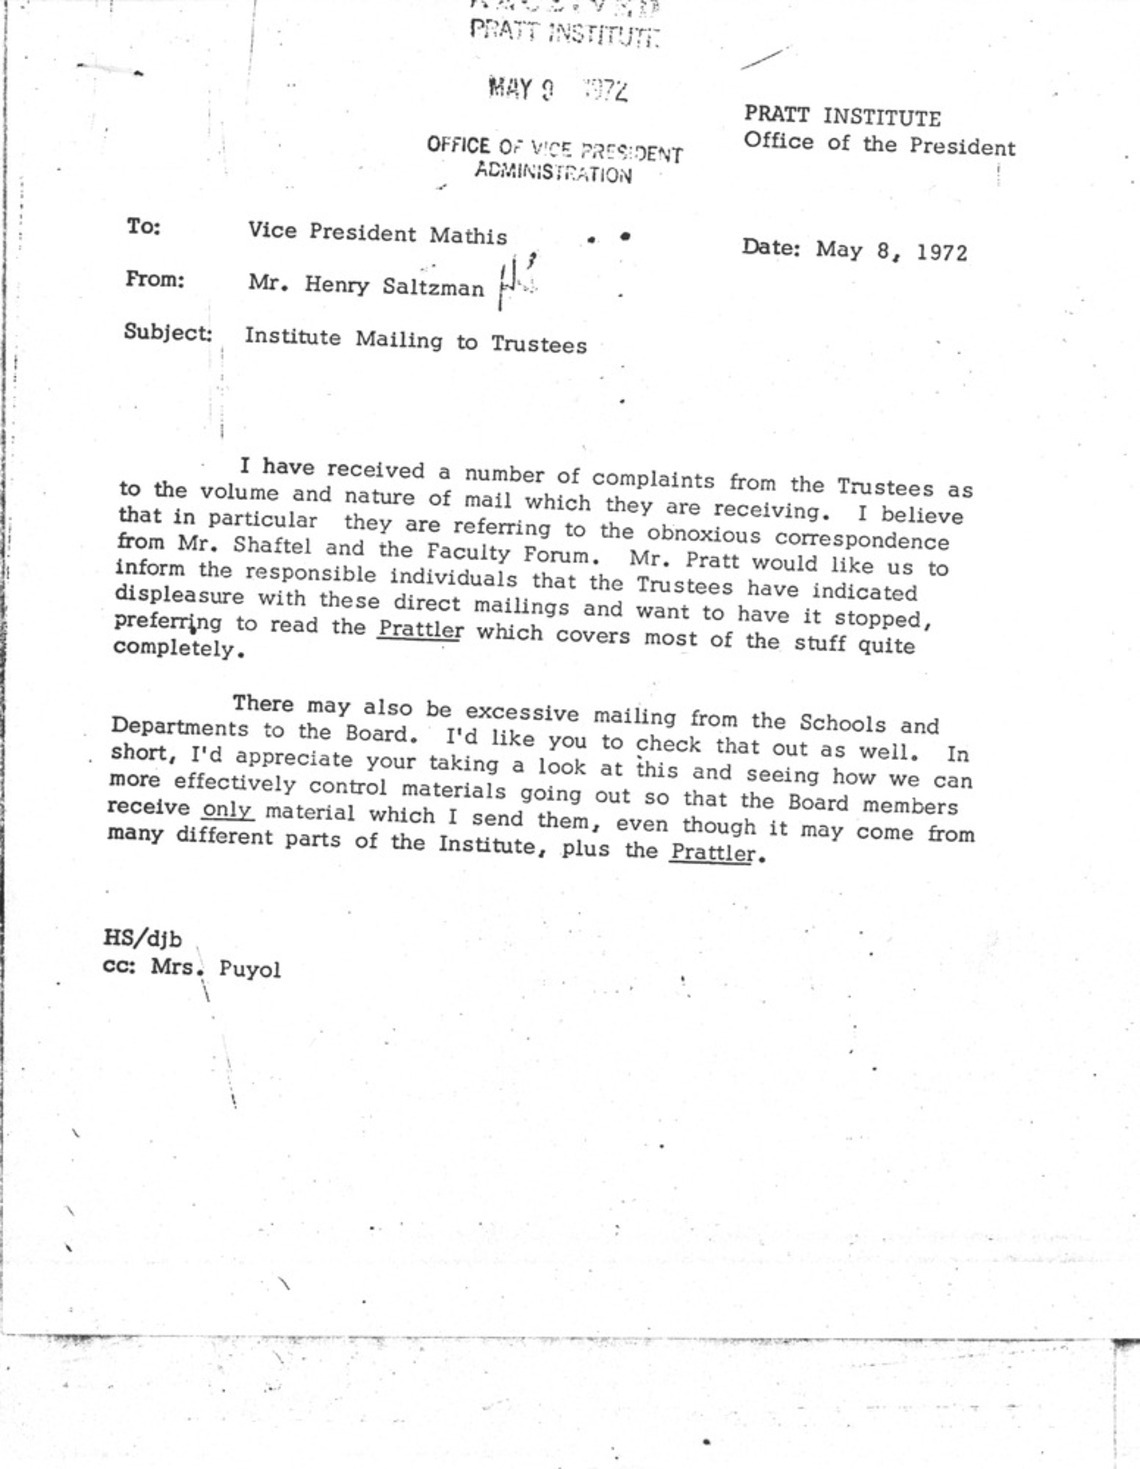 RECEIVED
PRATT INSTITUTE
MAY 9 1972
OFFICE OF VICE PRESIDENT
ADMINISTRATION
PRATT INSTITUTE
Office of the President
To: Vice President Mathis
Date: May 8, 1972
From: Mr. Henry Saltzman
Subject: Institute Mailing to Trustees
I have received a number of complaints from the Trustees as
to the volume and nature of mail which they are receiving. I believe
that in particular they are referring to the obnoxious correspondence
from Mr. Shaftel and the Faculty Forum. Mr. Pratt would like us to
inform the responsible individuals that the Trustees have indicated
displeasure with these direct mailings and want to have it stopped,
preferring to read the Prattler which covers most of the stuff quite
completely.
There may also be excessive mailing from the Schools and
Departments to the Board. I'd like you to check that out as well. In
short, I'd appreciate your taking a look at this and seeing how we can
more effectively control materials going out so that the Board members
receive only material which I send them, even though it may come from
many different parts of the Institute, plus the Prattler.
HS/djb
cc: Mrs. Puyol